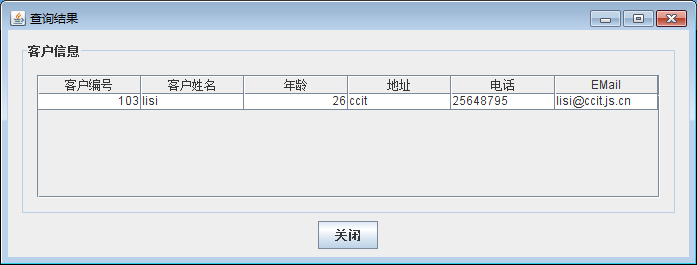 查询结果
客户信息
客户编号 客户姓名 年龄 地址 电话 EMail
103 lisi 26 ccit 25648795 lisi@ccit.js.cn
关闭